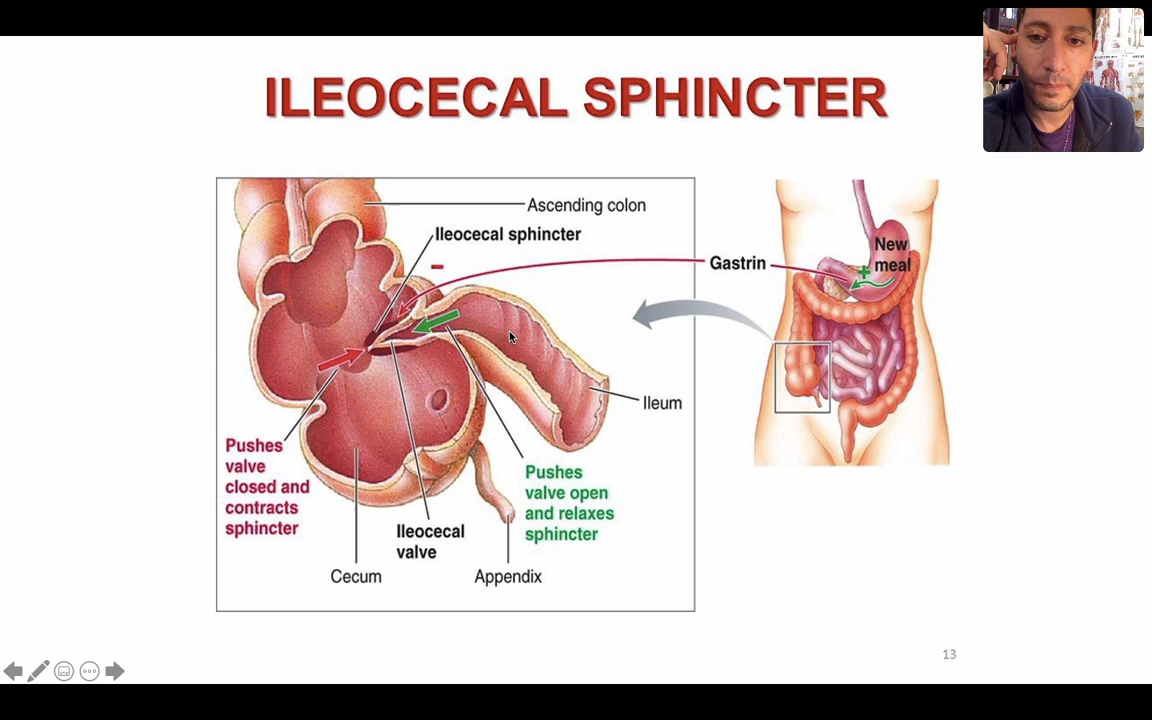 ILEOCECAL SPHINCTER
Ascending colon
Ileocecal sphincter
-
Gastrin
New
meal
+
Ileum
Pushes
valve
closed and
contracts
sphincter
Pushes
valve open
and relaxes
sphincter
Ileocecal
valve
Cecum
Appendix
13